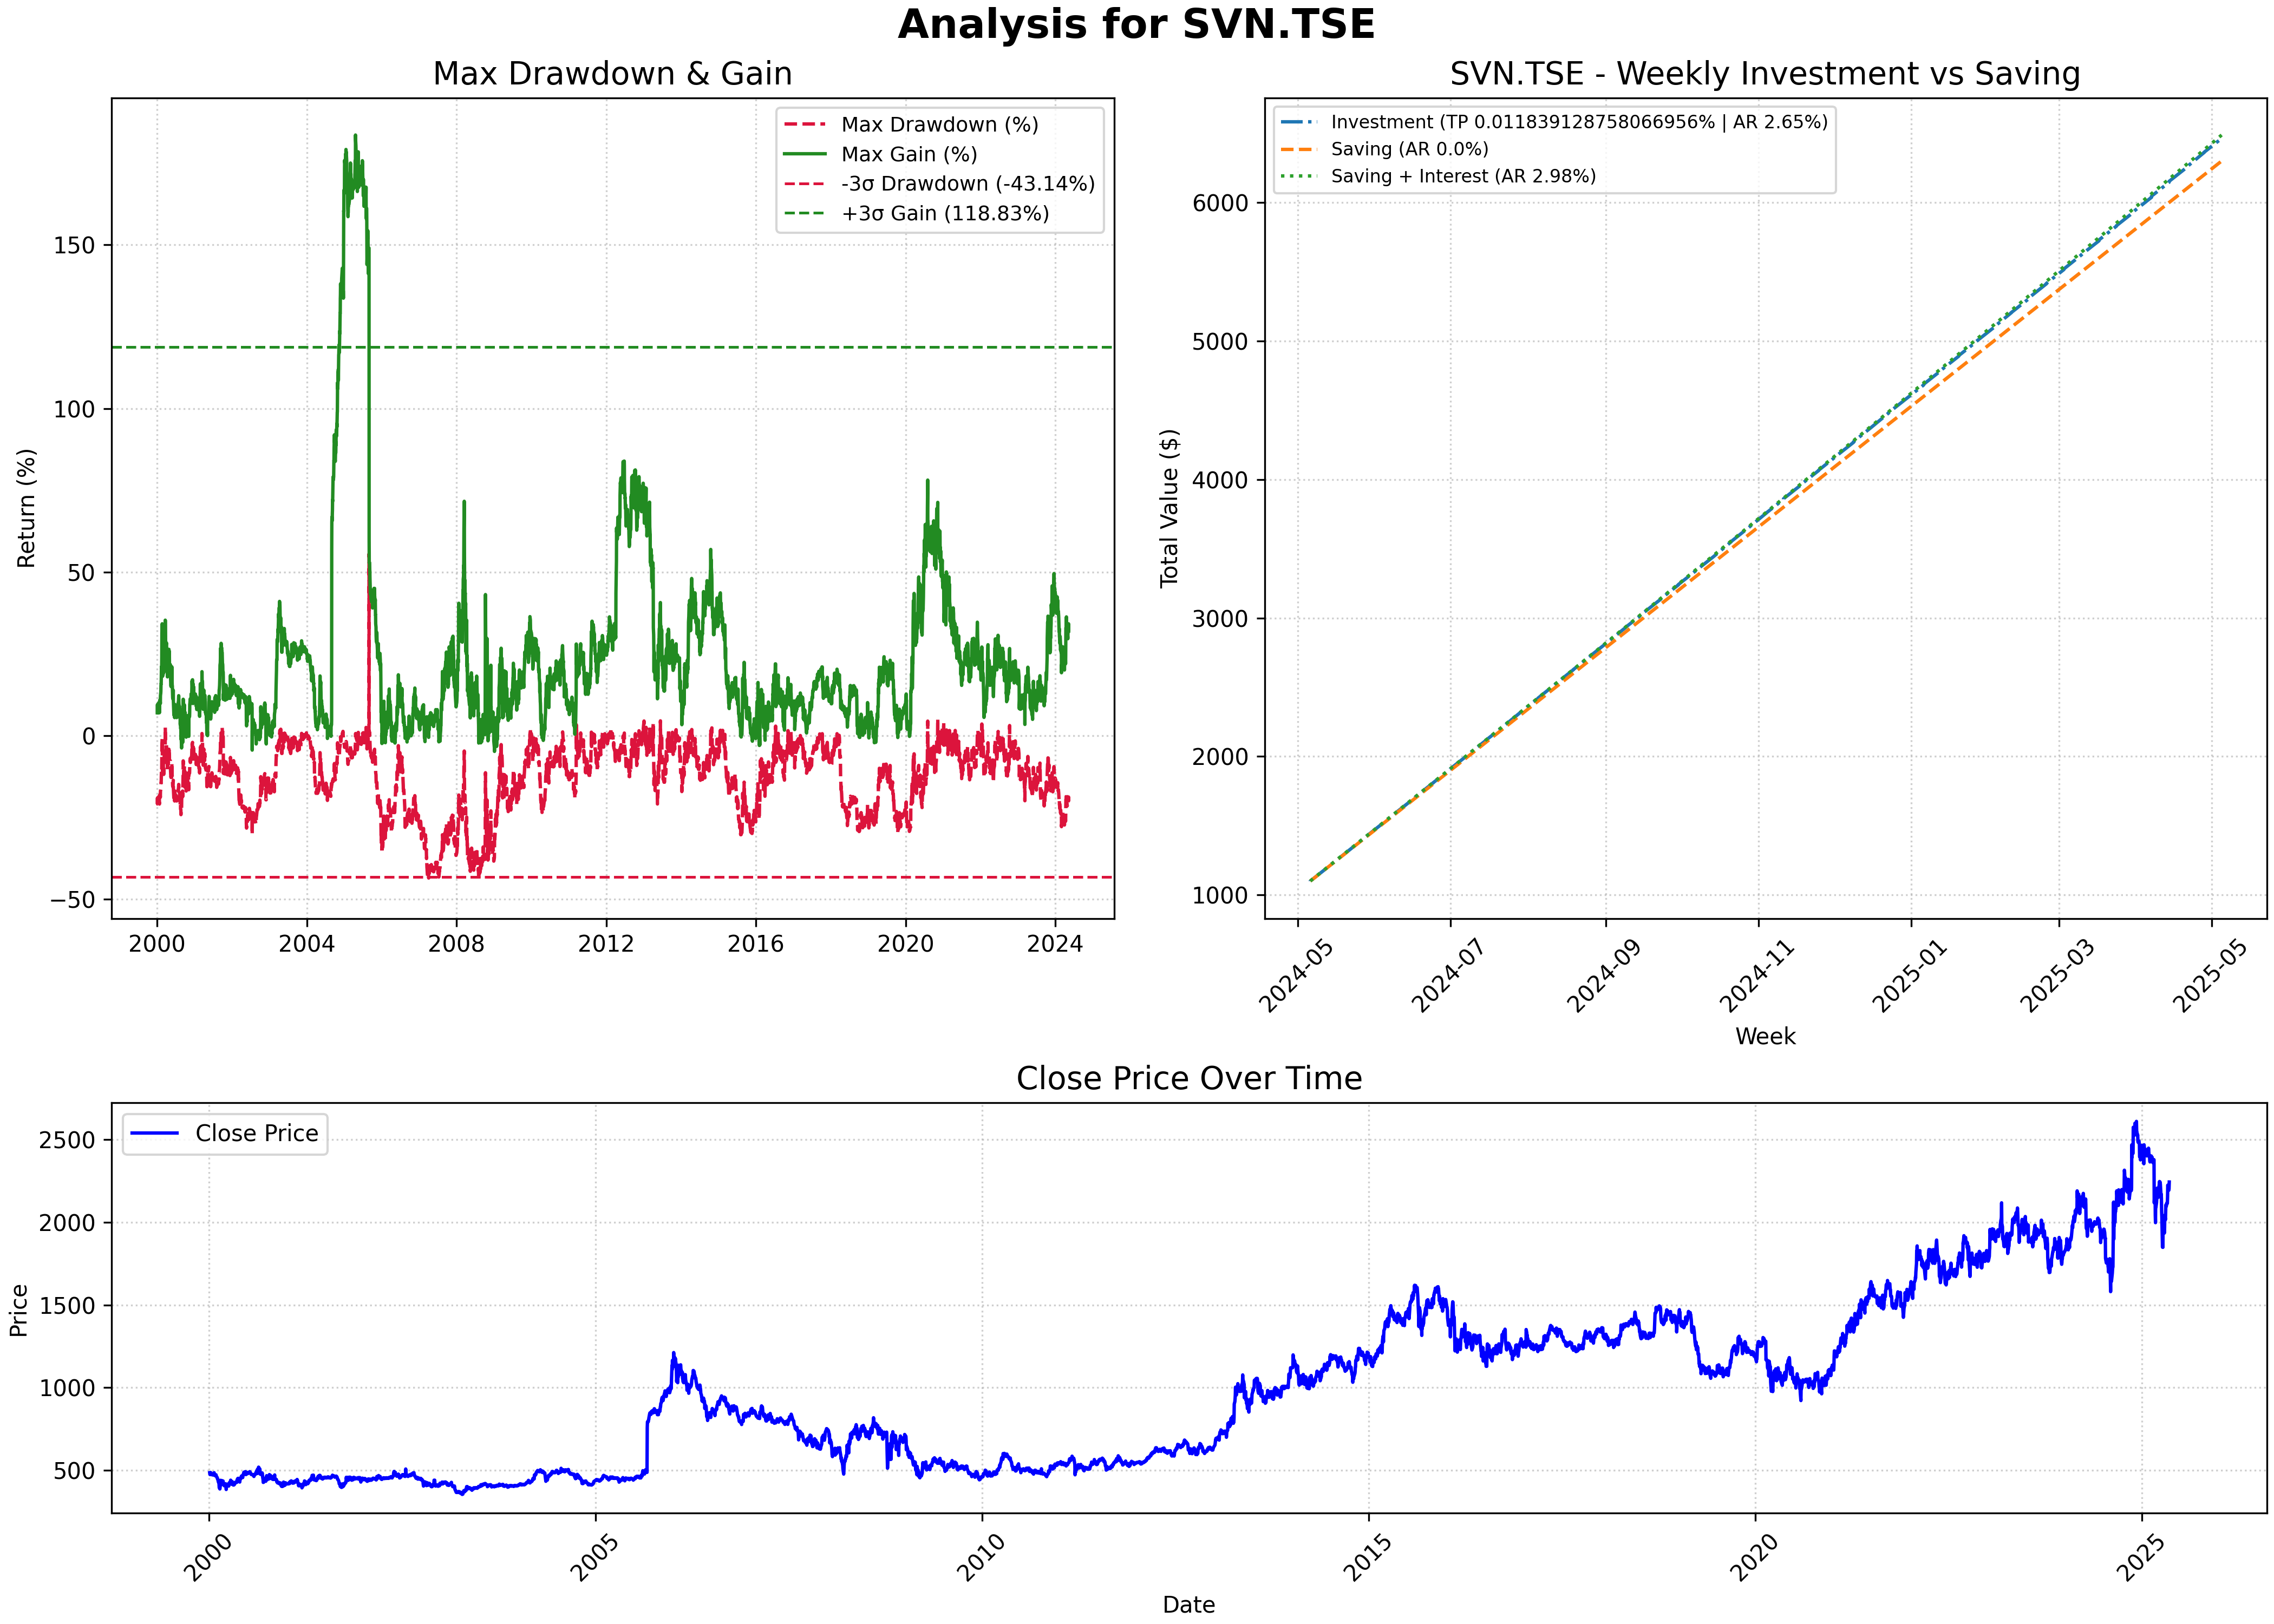 Analysis for SVN.TSE
Max Drawdown & Gain
Return (%)
150
100
50
0
−50
2000
2004
2008
2012
2016
2020
2024
Max Drawdown (%)
Max Gain (%)
-3σ Drawdown (-43.14%)
+3σ Gain (118.83%)
SVN.TSE - Weekly Investment vs Saving
Total Value ($)
6000
5000
4000
3000
2000
1000
2024-05
2024-07
2024-09
2024-11
2025-01
2025-03
2025-05
Week
Investment (TP 0.011839128758066956% | AR 2.65%)
Saving (AR 0.0%)
Saving + Interest (AR 2.98%)
Close Price Over Time
Price
2500
2000
1500
1000
500
2000
2005
2010
2015
2020
2025
Date
Close Price